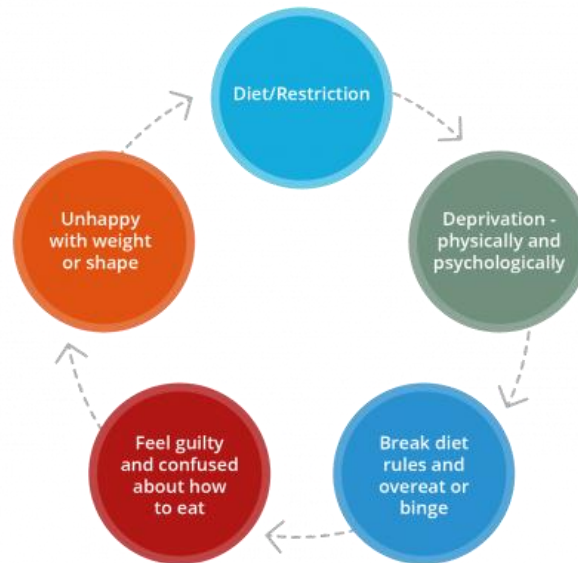 Diet/Restriction
Deprivation -
physically and
psychologically
Break diet
rules and
overeat or
binge
Feel guilty
and confused
about how
to eat
Unhappy
with weight
or shape